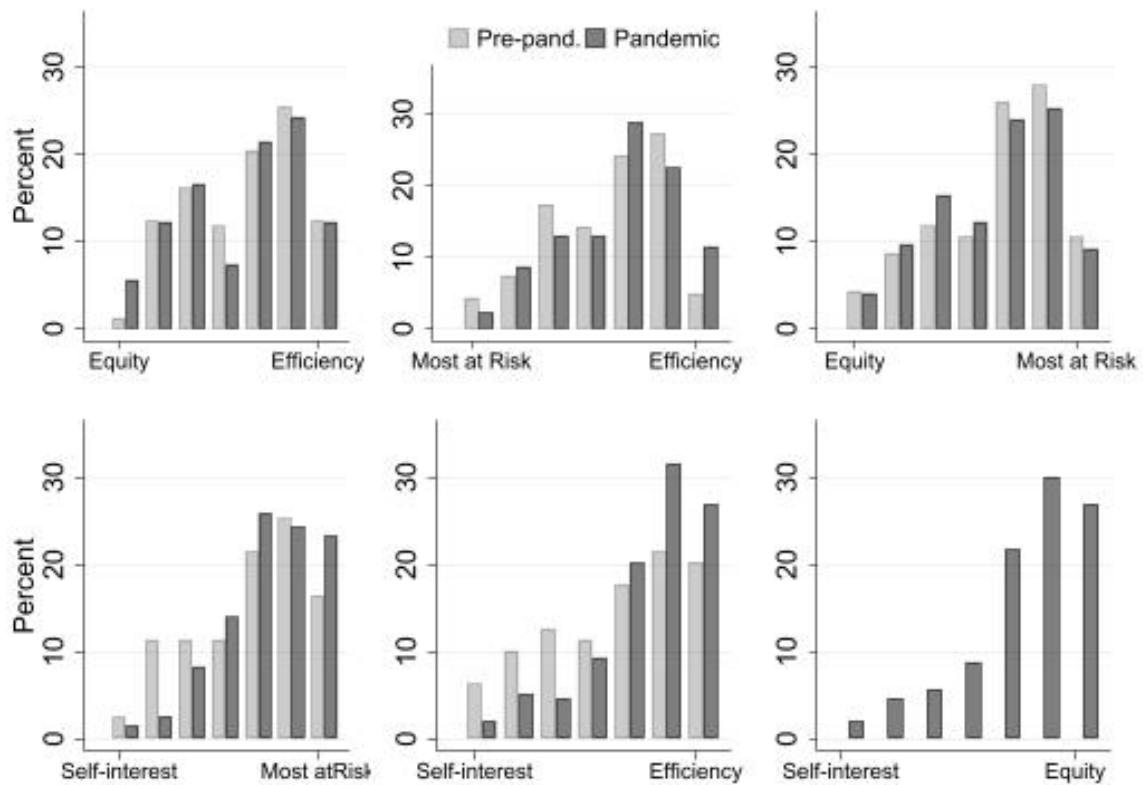 Pre-pand. Pandemic
Percent
30
20
10
0
Equity Efficiency
30
20
10
0
Most at Risk Efficiency
30
20
10
0
Equity Most at Risk
Percent
30
20
10
0
Self-interest Most atRisk
30
20
10
0
Self-interest Efficiency
30
20
10
0
Self-interest Equity